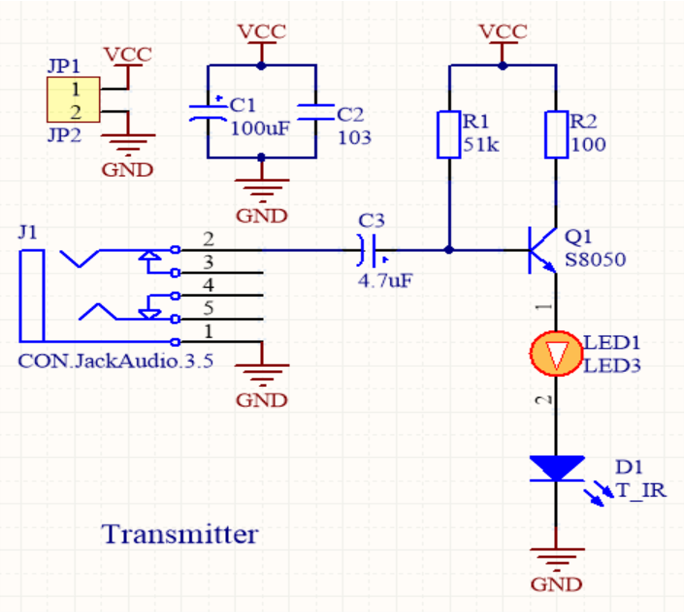 JP1
VCC
1
2
JP2
GND
VCC
C1
100uF
C2
103
GND
VCC
R1
51k
R2
100
J1
2
3
4
5
1
CON.JackAudio.3.5
GND
C3
4.7uF
Q1
S8050
1
LED1
LED3
2
D1
T_IR
GND
Transmitter